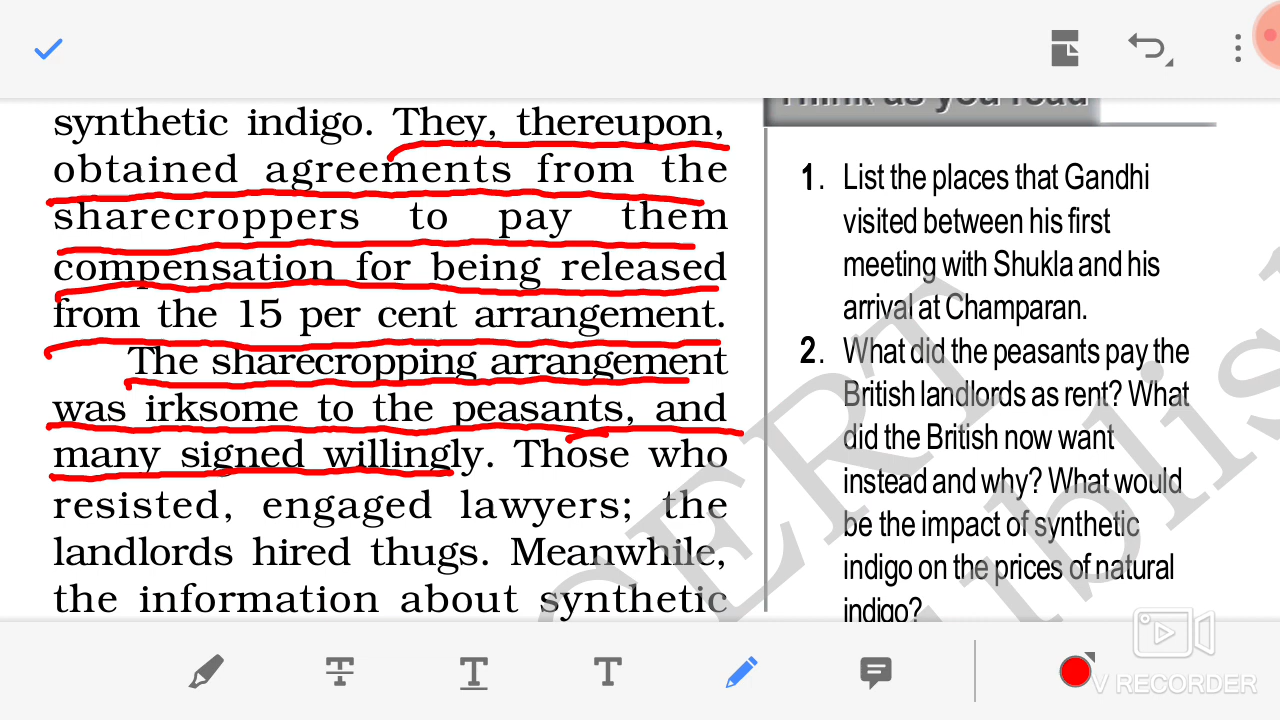 synthetic indigo. They, thereupon,
obtained agreements from the
sharecroppers to pay them
compensation for being released
from the 15 per cent arrangement.
The sharecropping arrangement
was irksome to the peasants, and
many signed willingly. Those who
resisted, engaged lawyers; the
landlords hired thugs. Meanwhile,
the information about synthetic
Think as you read
1. List the places that Gandhi
visited between his first
meeting with Shukla and his
arrival at Champaran.
2. What did the peasants pay the
British landlords as rent? What
did the British now want
instead and why? What would
be the impact of synthetic
indigo on the prices of natural
indigo?
V RECORDER